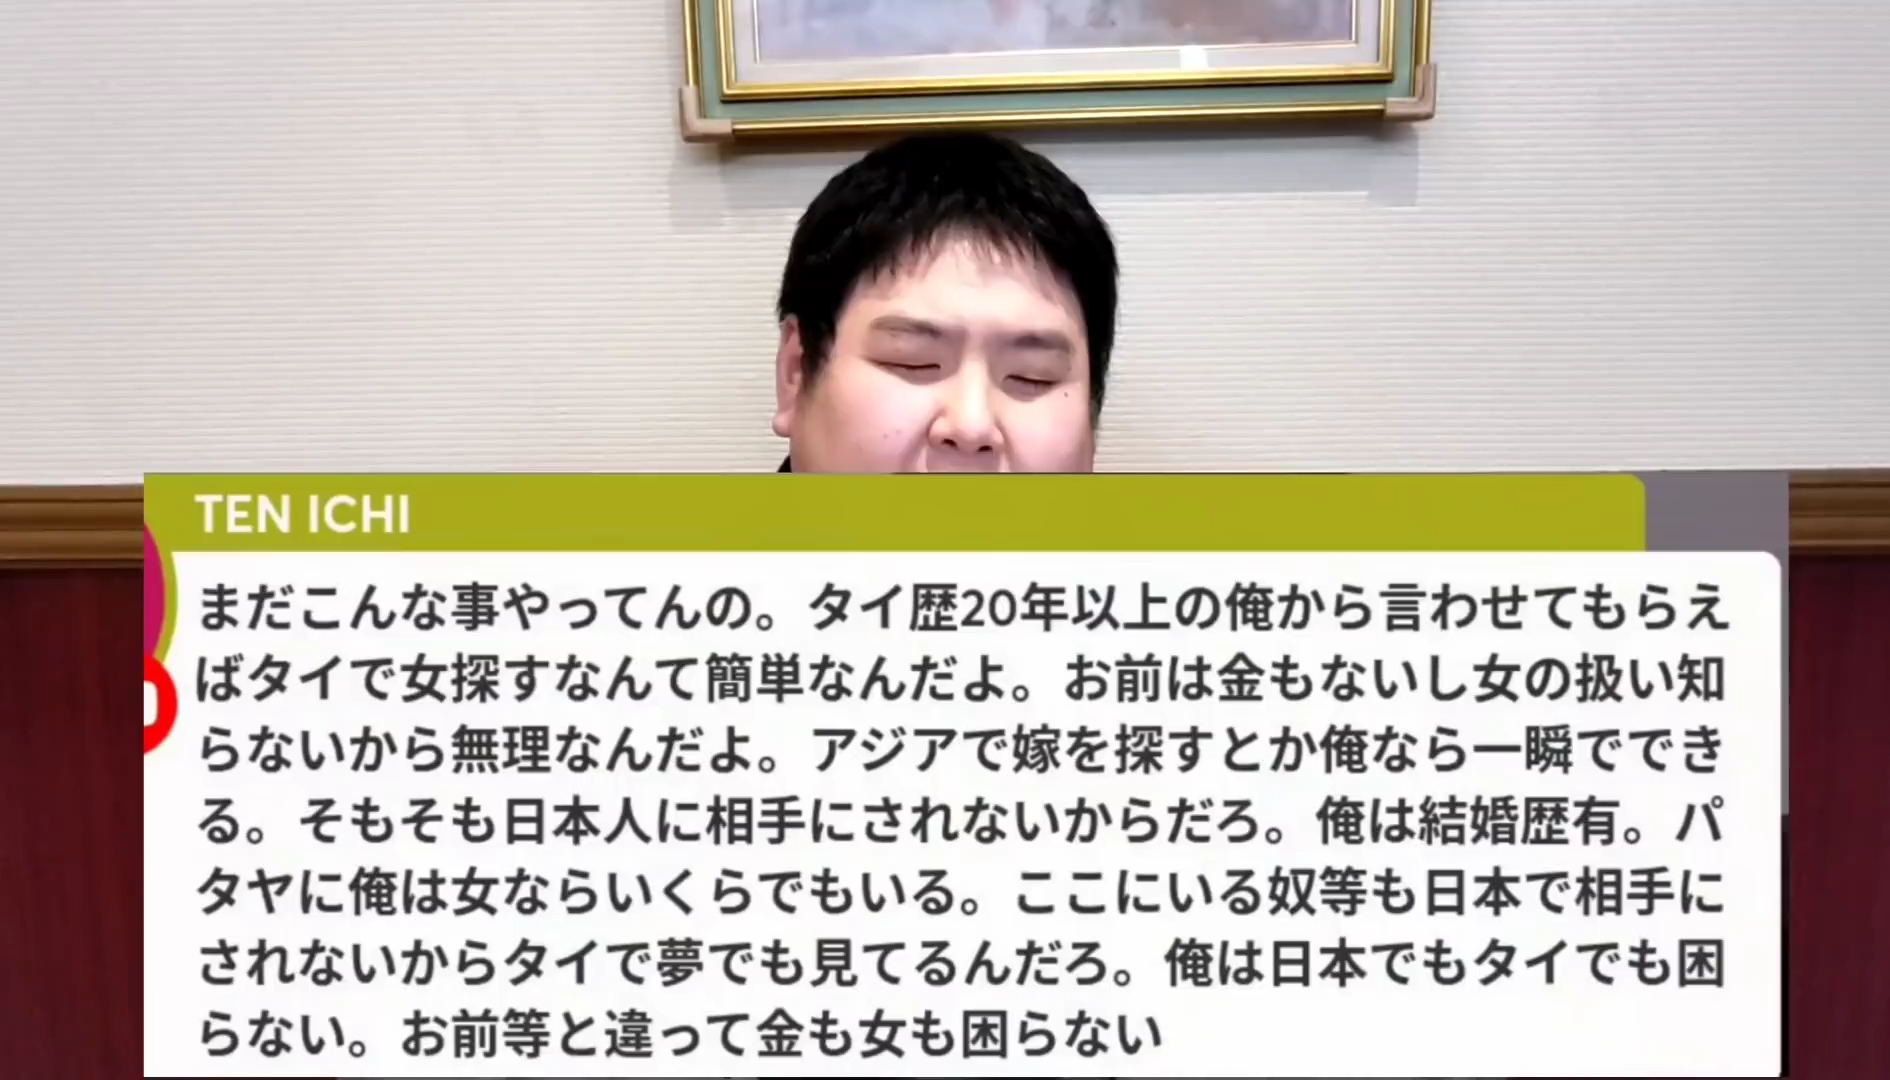 TEN ICHI
まだこんな事やってんの。タイ歴20年以上の俺から言わせてもらえ
ばタイで女探すなんて簡単なんだよ。お前は金もないし女の扱い知
らないから無理なんだよ。アジアで嫁を探すとか俺なら一瞬ででき
る。そもそも日本人に相手にされないからだろ。俺は結婚歴有。パ
タヤに俺は女ならいくらでもいる。ここにいる奴等も日本で相手に
されないからタイで夢でも見てるんだろ。俺は日本でもタイでも困
らない。お前等と違って金も女も困らない